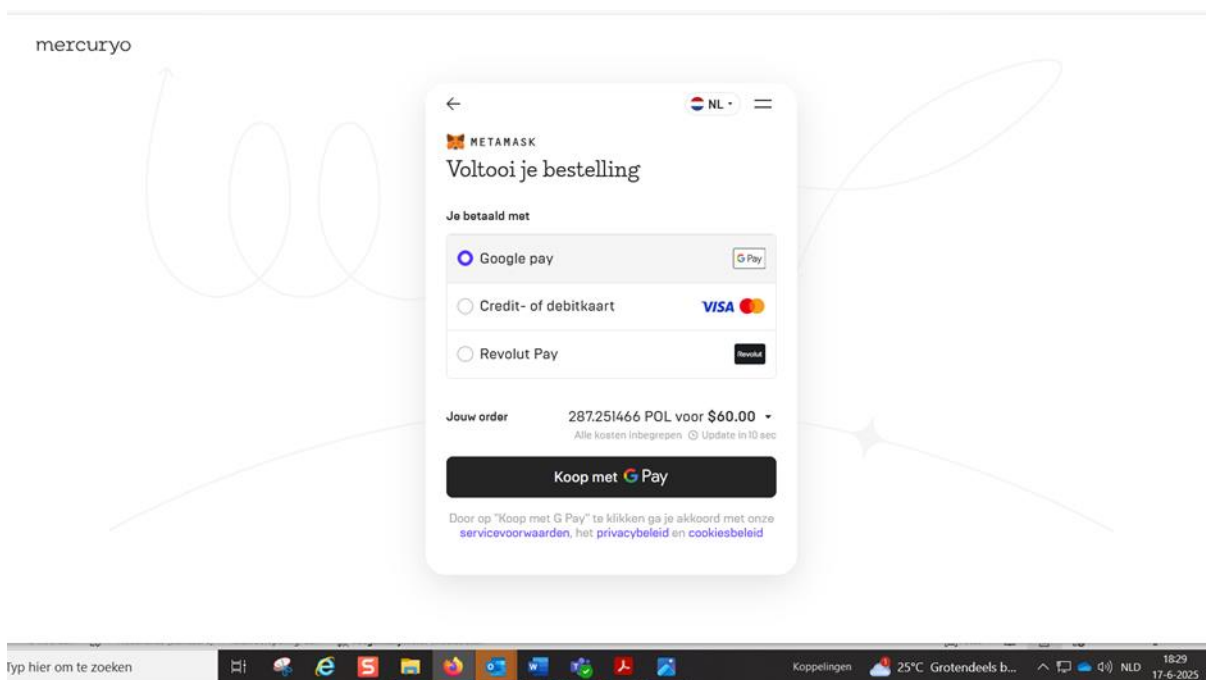 mercuryo
NL
METAMASK
Voltooi je bestelling
Je betaald met
Google pay
G Pay
Credit- of debitkaart
VISA
Revolut Pay
Revolut
Jouw order
287.251466 POL voor $60.00
Alle kosten inbegrepen Update in 10 sec
Koop met G Pay
Door op "Koop met G Pay" te klikken ga je akkoord met onze
servicevoorwaarden, het privacybeleid en cookiesbeleid
Typ hier om te zoeken
Koppelingen
25°C Grotendeels b...
NLD
18:29
17-6-2025